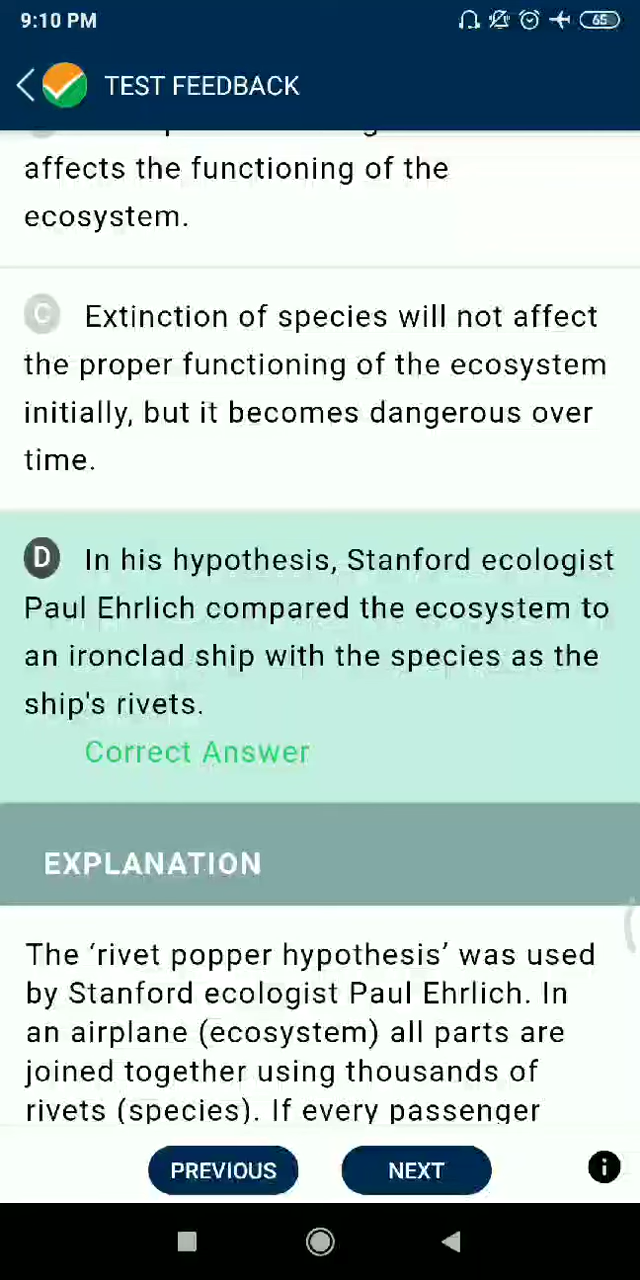 9:10 PM
65
TEST FEEDBACK
affects the functioning of the
ecosystem.
C Extinction of species will not affect
the proper functioning of the ecosystem
initially, but it becomes dangerous over
time.
D In his hypothesis, Stanford ecologist
Paul Ehrlich compared the ecosystem to
an ironclad ship with the species as the
ship's rivets.
Correct Answer
EXPLANATION
The ‘rivet popper hypothesis’ was used
by Stanford ecologist Paul Ehrlich. In
an airplane (ecosystem) all parts are
joined together using thousands of
rivets (species). If every passenger
PREVIOUS NEXT